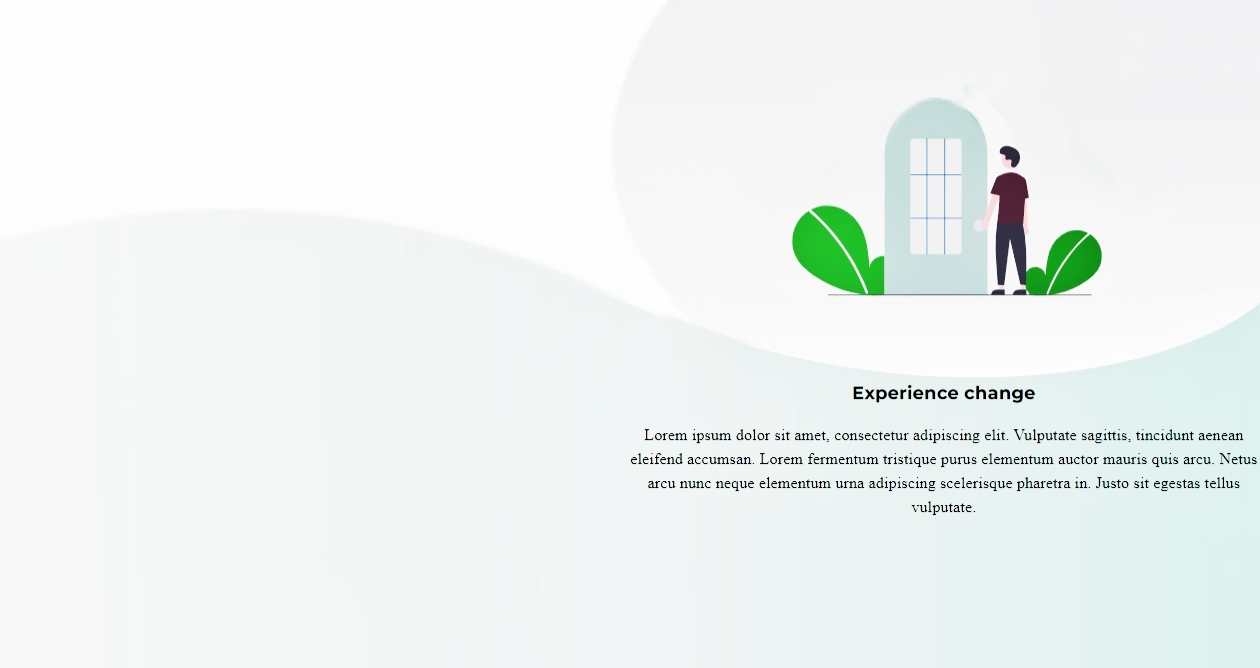 Experience change
Lorem ipsum dolor sit amet, consectetur adipiscing elit. Vulputate sagittis, tincidunt aenean
eleifend accumsan. Lorem fermentum tristique purus elementum auctor mauris quis arcu. Netus
arcu nunc neque elementum urna adipiscing scelerisque pharetra in. Justo sit egestas tellus
vulputate.